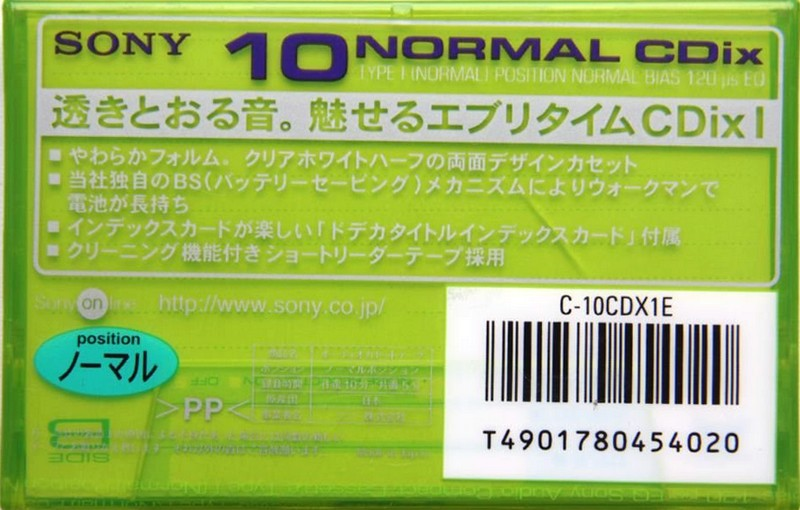 SONY 10 NORMAL CDix
TYPE I (NORMAL) POSITION NORMAL BIAS 120 μs EQ
透きとおる音。魅せるエブリタイムCDix I
■ やわらかフォルム。クリアホワイトハーフの両面デザインカセット
■ 当社独自のBS(バッテリーセービング)メカニズムによりウォークマンで
電池が長持ち
■ インデックスカードが楽しい「ドデカタイトルインデックスカード」付属
■ クリーニング機能付きショートリーダーテープ採用
Sony on line http://www.sony.co.jp/
position
ノーマル
>PP<
SIDE
B
Made in Japan
C-10CDX1E
T4901780454020